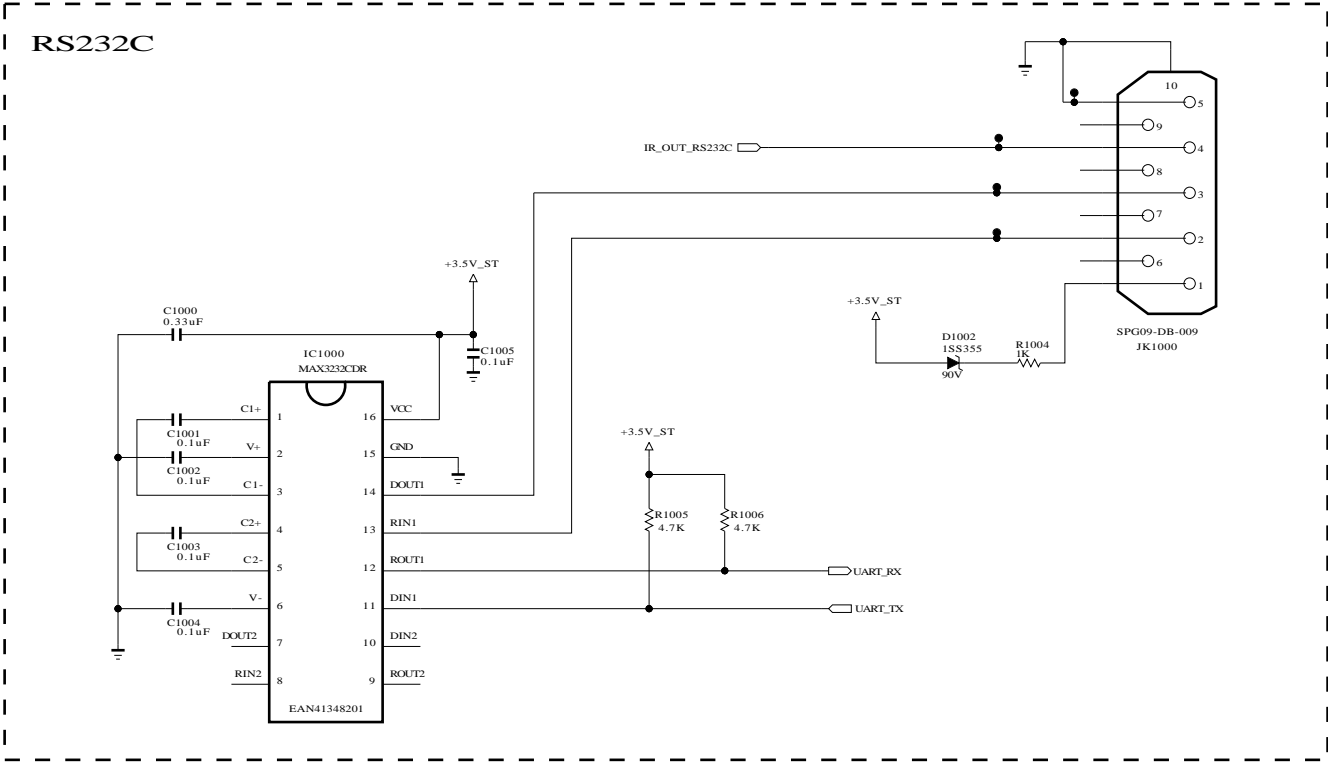 RS232C
10
5
9
IR_OUT_RS232C
4
8
3
7
2
+3.5V_ST
6
1
+3.5V_ST
C1000
0.33uF
SPG09-DB-009
JK1000
D1002
1SS355
90V
R1004
1K
C1005
0.1uF
IC1000
MAX3232CDR
C1+
1
16
VCC
C1001
0.1uF
+3.5V_ST
V+
2
15
GND
C1002
0.1uF
C1-
3
14
DOUT1
R1005
4.7K
R1006
4.7K
C2+
4
13
RIN1
C1003
0.1uF
C2-
5
12
ROUT1
UART_RX
V-
6
11
DIN1
UART_TX
C1004
0.1uF
DOUT2
7
10
DIN2
RIN2
8
9
ROUT2
EAN41348201